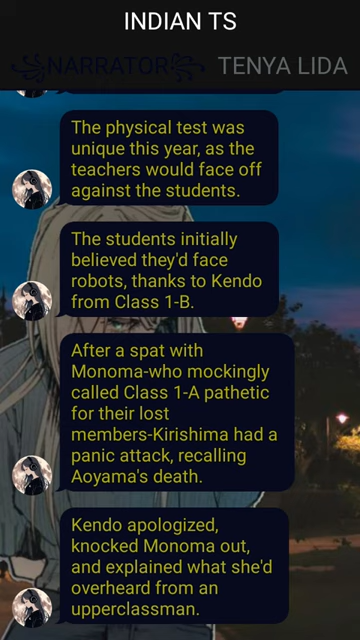 INDIAN TS
NARRATOR TENYA LIDA
The physical test was
unique this year, as the
teachers would face off
against the students.
The students initially
believed they'd face
robots, thanks to Kendo
from Class 1-B.
After a spat with
Monoma-who mockingly
called Class 1-A pathetic
for their lost
members-Kirishima had a
panic attack, recalling
Aoyama's death.
Kendo apologized,
knocked Monoma out,
and explained what she'd
overheard from an
upperclassman.